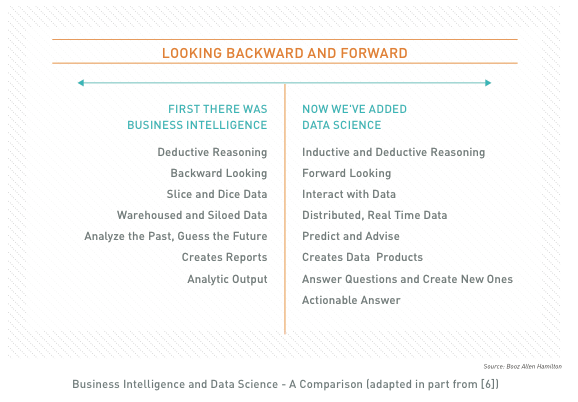 LOOKING BACKWARD AND FORWARD
FIRST THERE WAS
BUSINESS INTELLIGENCE
Deductive Reasoning
Backward Looking
Slice and Dice Data
Warehoused and Siloed Data
Analyze the Past, Guess the Future
Creates Reports
Analytic Output
NOW WE'VE ADDED
DATA SCIENCE
Inductive and Deductive Reasoning
Forward Looking
Interact with Data
Distributed, Real Time Data
Predict and Advise
Creates Data Products
Answer Questions and Create New Ones
Actionable Answer
Source: Booz Allen Hamilton
Business Intelligence and Data Science - A Comparison (adapted in part from [6])